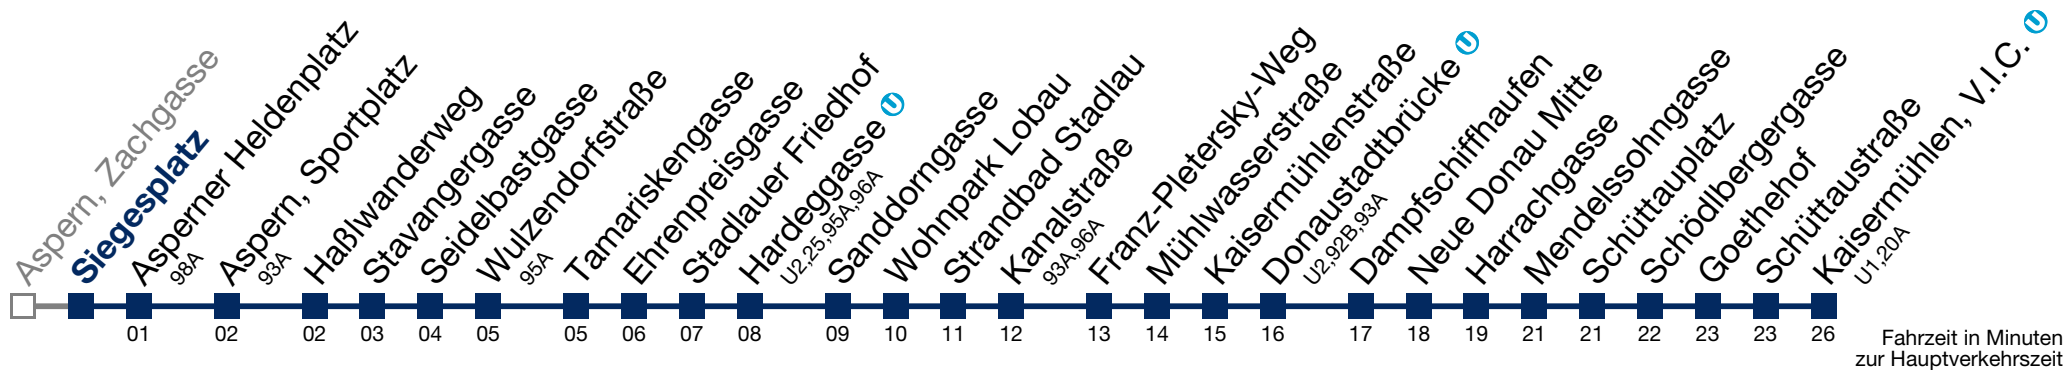 Aspern, Zachgasse
Siegesplatz
Asperner Heldenplatz
98A
Aspern, Sportplatz
93A
Haßlwanderweg
Stavangergasse
Seidelbastgasse
Wulzendorfstraße
95A
Tamariskengasse
Ehrenpreisgasse
Stadlauer Friedhof
Hardeggasse U
U2,25,95A,96A
Sanddorngasse
Wohnpark Lobau
Strandbad Stadlau
Kanalstraße
93A,96A
Franz-Pletersky-Weg
Mühlwasserstraße
Kaisermühlenstraße
Donaustadtbrücke U
U2,92B,93A
Dampfschiffhaufen
Neue Donau Mitte
Harrachgasse
Mendelssohngasse
Schüttauplatz
Schödlbergergasse
Goethehof
Schüttaustraße
Kaisermühlen, V.I.C. U
U1,20A
01 02 02 03 04 05 05 06 07 08 09 10 11 12 13 14 15 16 17 18 19 21 21 22 23 23 26
Fahrzeit in Minuten
zur Hauptverkehrszeit